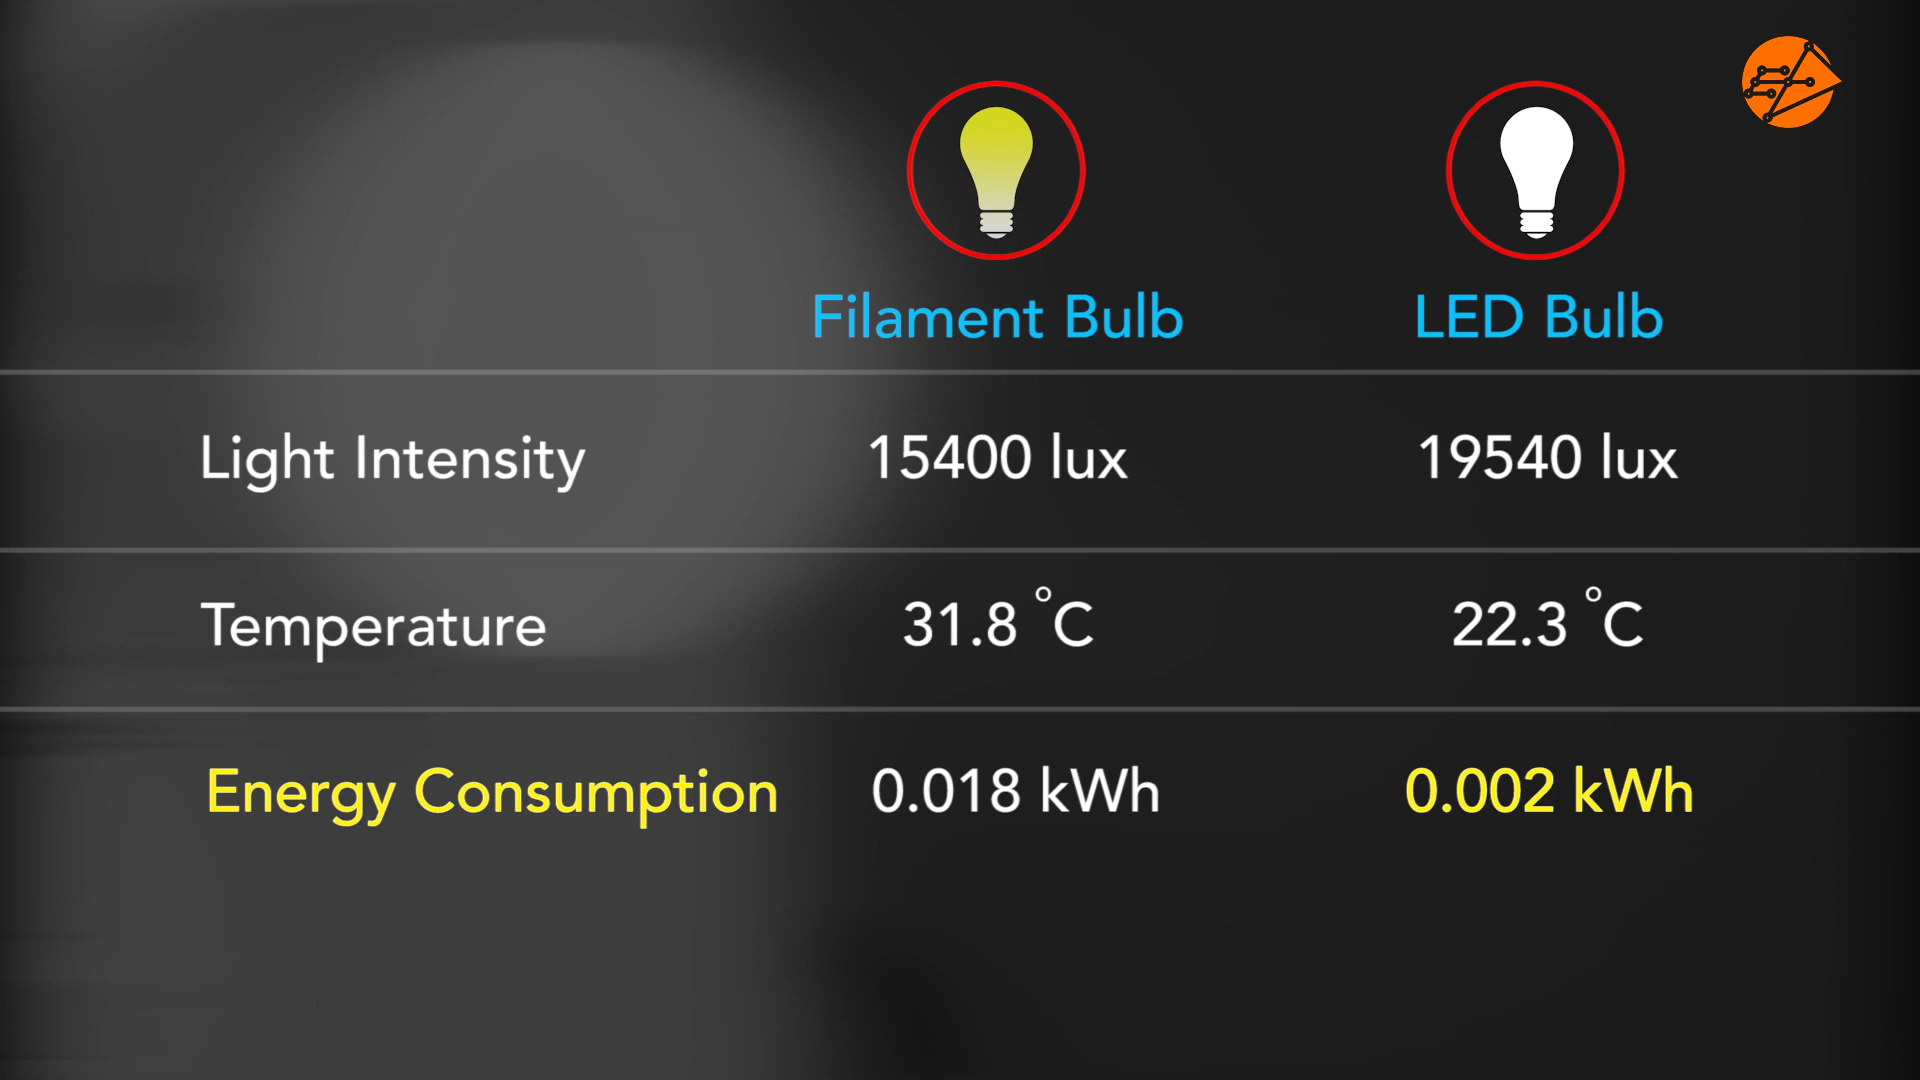 Filament Bulb LED Bulb
Light Intensity 15400 lux 19540 lux
Temperature 31.8 °C 22.3 °C
Energy Consumption 0.018 kWh 0.002 kWh